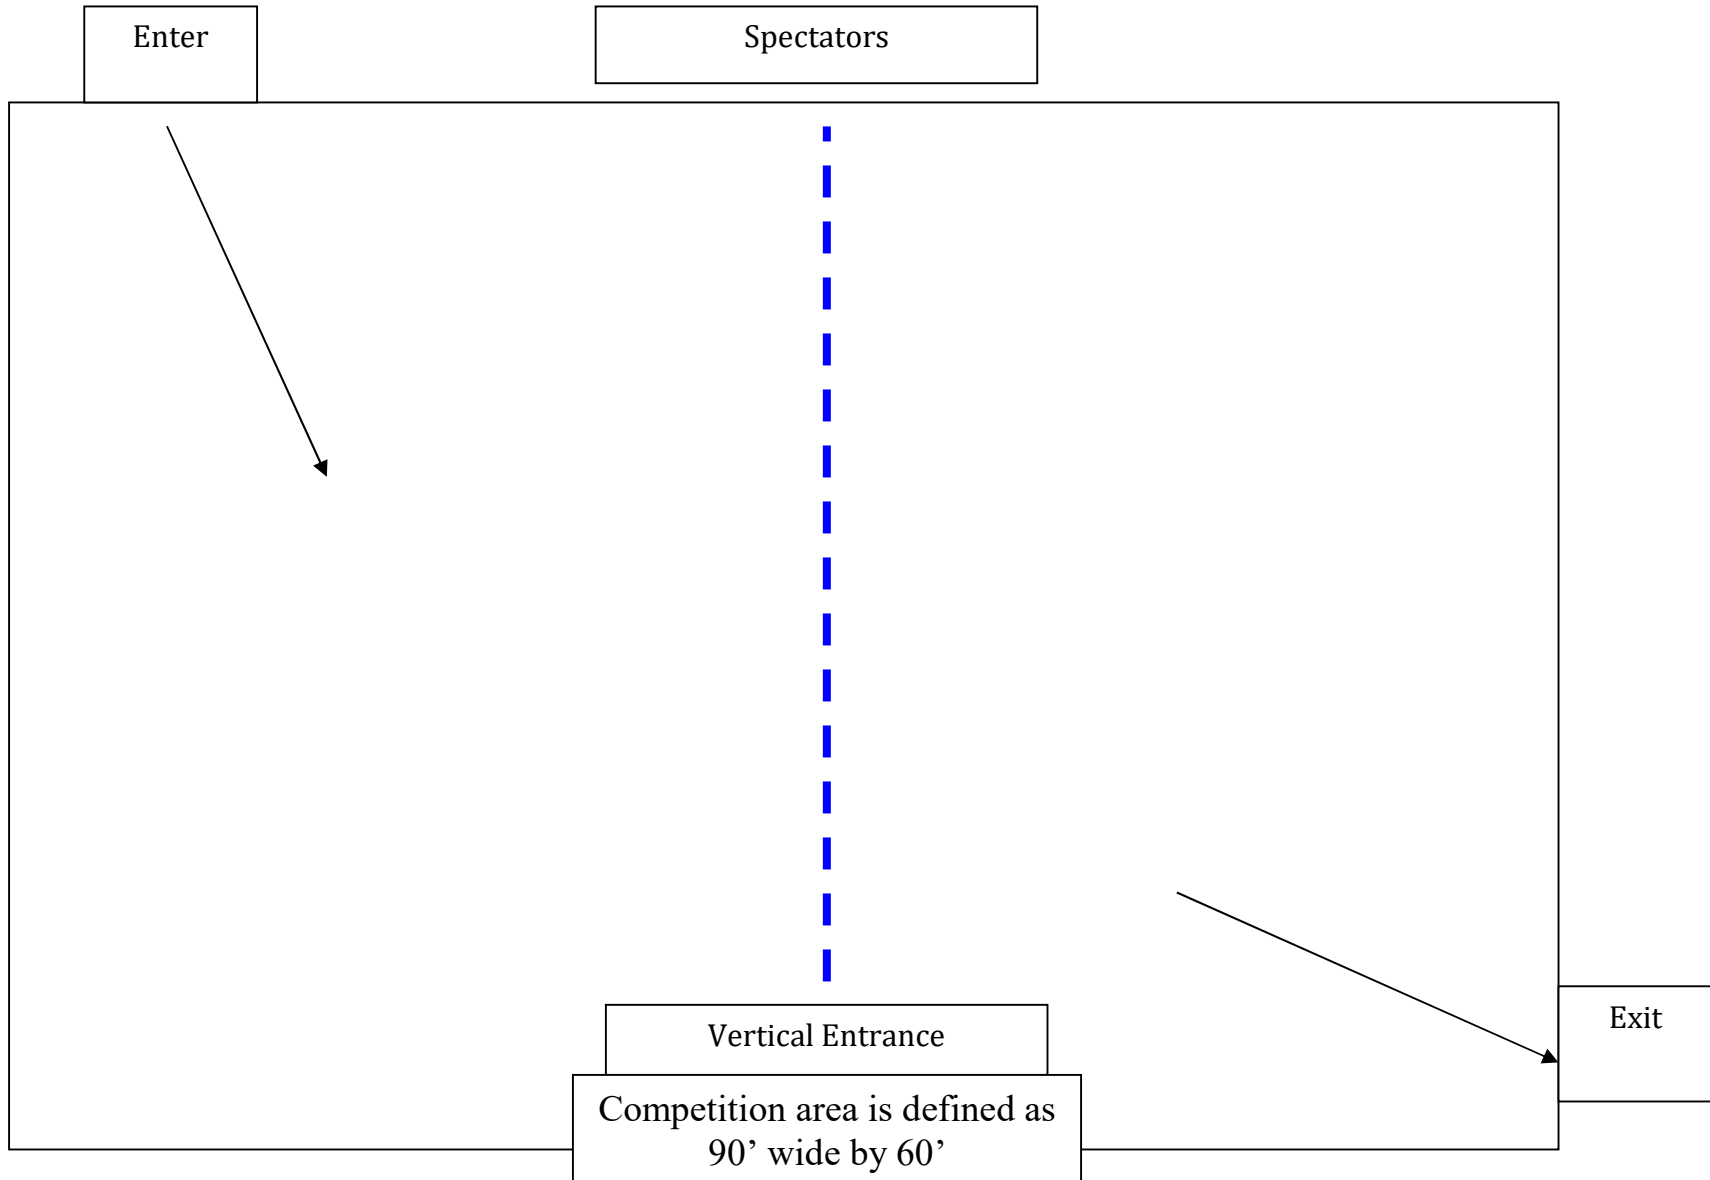 Enter
Spectators
Vertical Entrance
Exit
Competition area is defined as
90’ wide by 60’